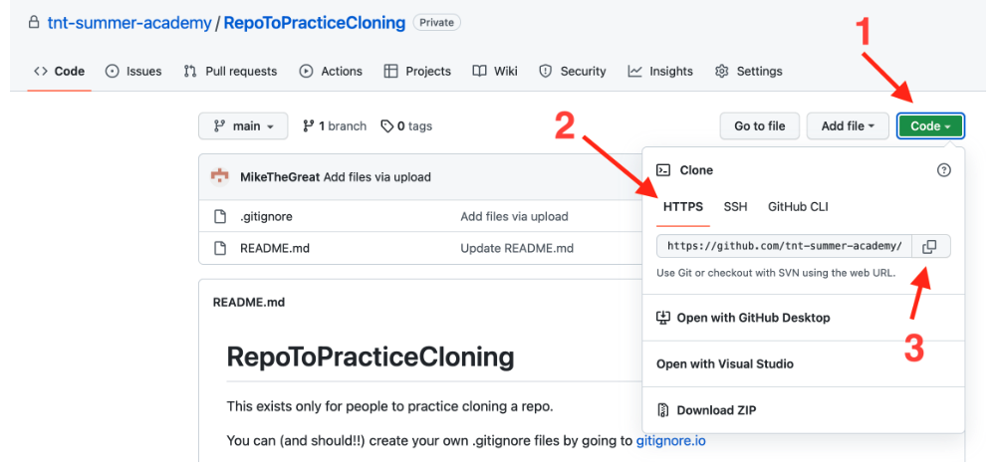 tnt-summer-academy / RepoToPracticeCloning Private
1
<> Code Issues Pull requests Actions Projects Wiki Security Insights Settings
main 1 branch 0 tags Go to file Add file Code
2
MikeTheGreat Add files via upload
Clone
.gitignore Add files via upload
HTTPS SSH GitHub CLI
README.md Update README.md
https://github.com/tnt-summer-academy/
Use Git or checkout with SVN using the web URL.
3
README.md
Open with GitHub Desktop
RepoToPracticeCloning
Open with Visual Studio
This exists only for people to practice cloning a repo.
Download ZIP
You can (and should!!) create your own .gitignore files by going to gitignore.io